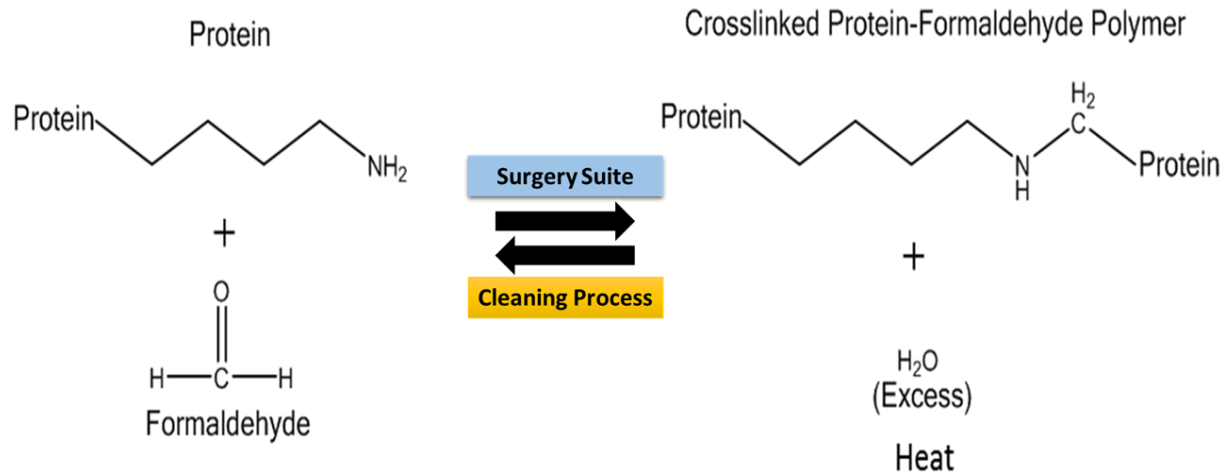 Protein
Crosslinked Protein-Formaldehyde Polymer
Protein
NH₂
+
O
H C H
Formaldehyde
Surgery Suite
Cleaning Process
Protein
N
H
H₂
C
Protein
+
H₂O
(Excess)
Heat